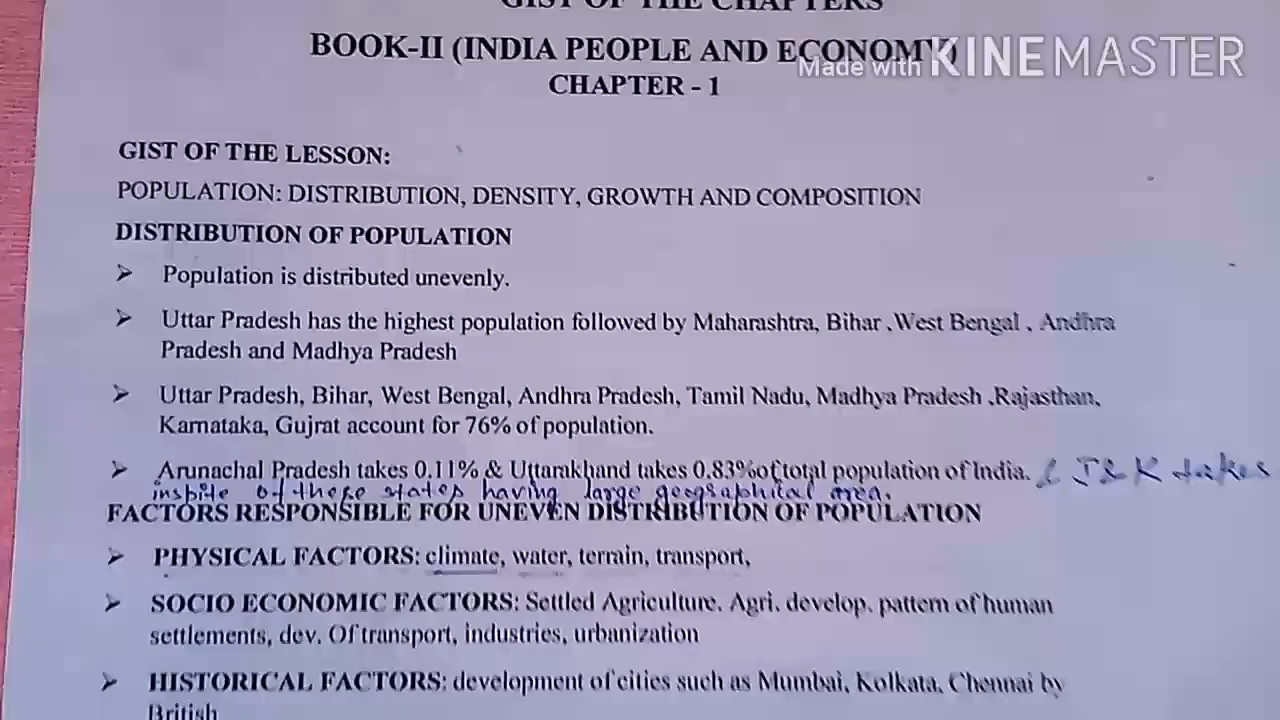 GIST OF THE CHAPTERS
BOOK-II (INDIA PEOPLE AND ECONOMY)
Made with KINEMASTER
CHAPTER - 1
GIST OF THE LESSON:
POPULATION: DISTRIBUTION, DENSITY, GROWTH AND COMPOSITION
DISTRIBUTION OF POPULATION
➢ Population is distributed unevenly.
➢ Uttar Pradesh has the highest population followed by Maharashtra, Bihar ,West Bengal , Andhra
Pradesh and Madhya Pradesh
➢ Uttar Pradesh, Bihar, West Bengal, Andhra Pradesh, Tamil Nadu, Madhya Pradesh ,Rajasthan,
Karnataka, Gujrat account for 76% of population.
➢ Arunachal Pradesh takes 0.11% & Uttarakhand takes 0.83%of total population of India. & J&K takes
inspite of these states having large geographical area.
FACTORS RESPONSIBLE FOR UNEVEN DISTRIBUTION OF POPULATION
➢ PHYSICAL FACTORS: climate, water, terrain, transport,
➢ SOCIO ECONOMIC FACTORS: Settled Agriculture. Agri. develop. pattern of human
settlements, dev. Of transport, industries, urbanization
➢ HISTORICAL FACTORS: development of cities such as Mumbai, Kolkata, Chennai by
British